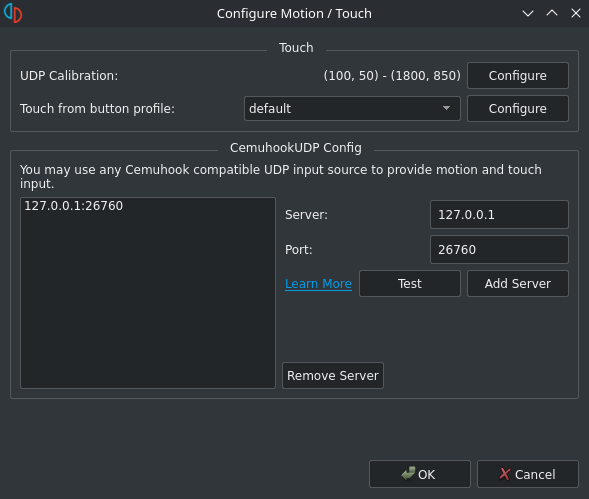 Configure Motion / Touch
Touch
UDP Calibration: (100, 50) - (1800, 850) Configure
Touch from button profile: default Configure
CemuhookUDP Config
You may use any Cemuhook compatible UDP input source to provide motion and touch
input.
127.0.0.1:26760
Server: 127.0.0.1
Port: 26760
Learn More Test Add Server
Remove Server
OK Cancel